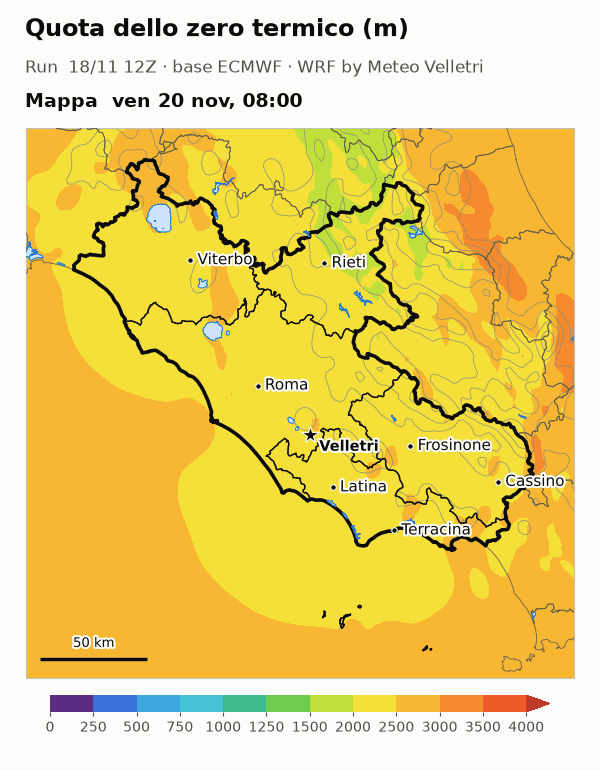 Quota dello zero termico (m)
Run 18/11 12Z · base ECMWF · WRF by Meteo Velletri
Mappa ven 20 nov, 08:00
Viterbo
Rieti
Roma
Velletri
Frosinone
Cassino
Latina
Terracina
50 km
0 250 500 750 1000 1250 1500 2000 2500 3000 3500 4000